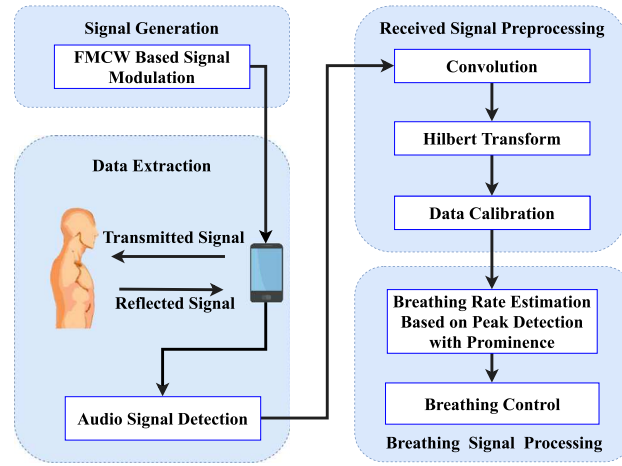 Signal Generation
FMCW Based Signal
Modulation
Data Extraction
Transmitted Signal
Reflected Signal
Audio Signal Detection
Received Signal Preprocessing
Convolution
Hilbert Transform
Data Calibration
Breathing Rate Estimation
Based on Peak Detection
with Prominence
Breathing Control
Breathing Signal Processing